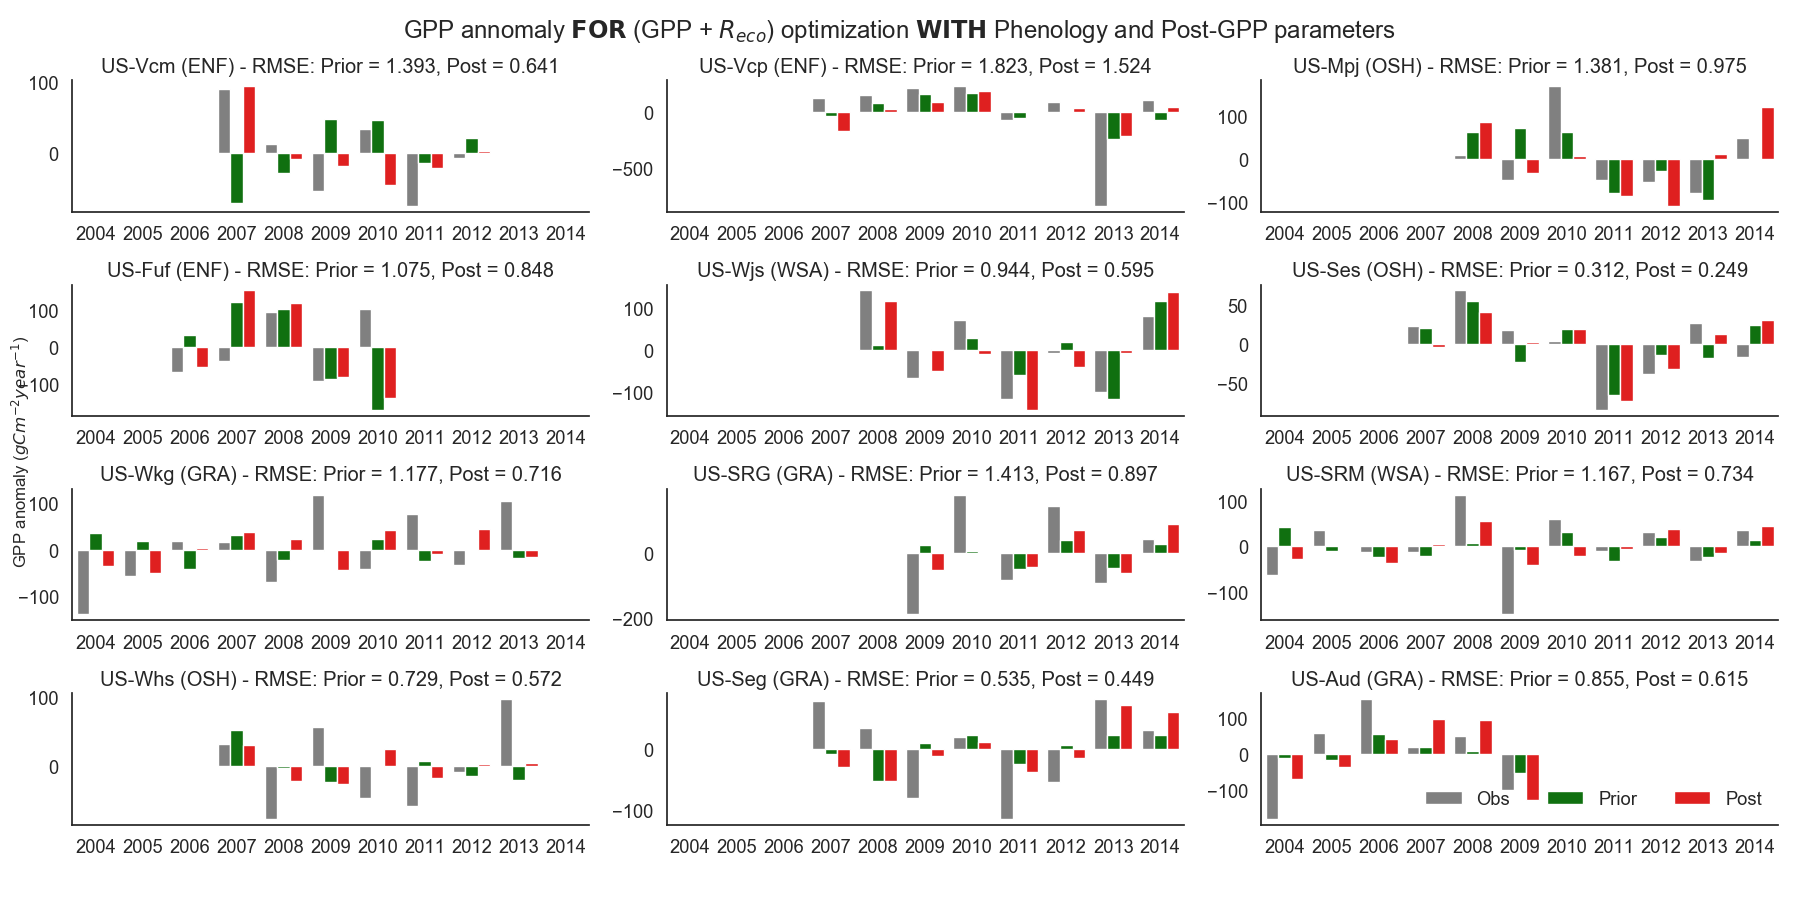 GPP annomaly FOR (GPP + Reco) optimization WITH Phenology and Post-GPP parameters
GPP anomaly (gCm−2year−1)
US-Vcm (ENF) - RMSE: Prior = 1.393, Post = 0.641
100
0
2004 2005 2006 2007 2008 2009 2010 2011 2012 2013 2014
US-Vcp (ENF) - RMSE: Prior = 1.823, Post = 1.524
0
−500
2004 2005 2006 2007 2008 2009 2010 2011 2012 2013 2014
US-Mpj (OSH) - RMSE: Prior = 1.381, Post = 0.975
100
0
−100
2004 2005 2006 2007 2008 2009 2010 2011 2012 2013 2014
US-Fuf (ENF) - RMSE: Prior = 1.075, Post = 0.848
100
0
−100
2004 2005 2006 2007 2008 2009 2010 2011 2012 2013 2014
US-Wjs (WSA) - RMSE: Prior = 0.944, Post = 0.595
100
0
−100
2004 2005 2006 2007 2008 2009 2010 2011 2012 2013 2014
US-Ses (OSH) - RMSE: Prior = 0.312, Post = 0.249
50
0
−50
2004 2005 2006 2007 2008 2009 2010 2011 2012 2013 2014
US-Wkg (GRA) - RMSE: Prior = 1.177, Post = 0.716
100
0
−100
2004 2005 2006 2007 2008 2009 2010 2011 2012 2013 2014
US-SRG (GRA) - RMSE: Prior = 1.413, Post = 0.897
0
−200
2004 2005 2006 2007 2008 2009 2010 2011 2012 2013 2014
US-SRM (WSA) - RMSE: Prior = 1.167, Post = 0.734
100
0
−100
2004 2005 2006 2007 2008 2009 2010 2011 2012 2013 2014
US-Whs (OSH) - RMSE: Prior = 0.729, Post = 0.572
100
0
2004 2005 2006 2007 2008 2009 2010 2011 2012 2013 2014
US-Seg (GRA) - RMSE: Prior = 0.535, Post = 0.449
0
−100
2004 2005 2006 2007 2008 2009 2010 2011 2012 2013 2014
US-Aud (GRA) - RMSE: Prior = 0.855, Post = 0.615
100
0
−100
Obs Prior Post
2004 2005 2006 2007 2008 2009 2010 2011 2012 2013 2014